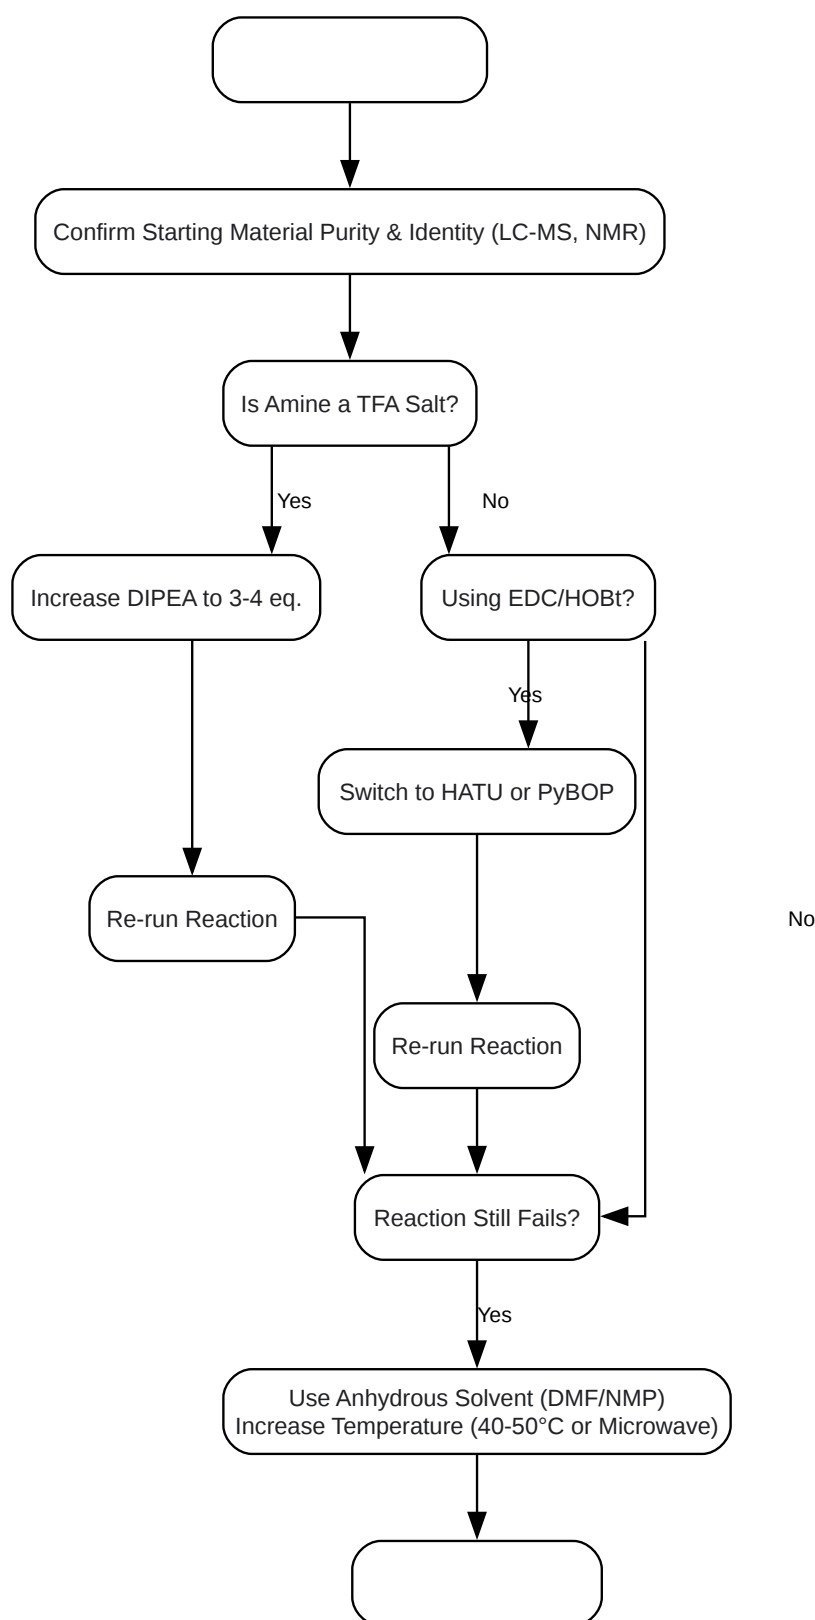 Confirm Starting Material Purity & Identity (LC-MS, NMR)
Is Amine a TFA Salt?
Yes
No
Increase DIPEA to 3-4 eq.
Using EDC/HOBt?
Yes
Switch to HATU or PyBOP
Re-run Reaction
No
Re-run Reaction
Reaction Still Fails?
Yes
Use Anhydrous Solvent (DMF/NMP)
Increase Temperature (40-50°C or Microwave)